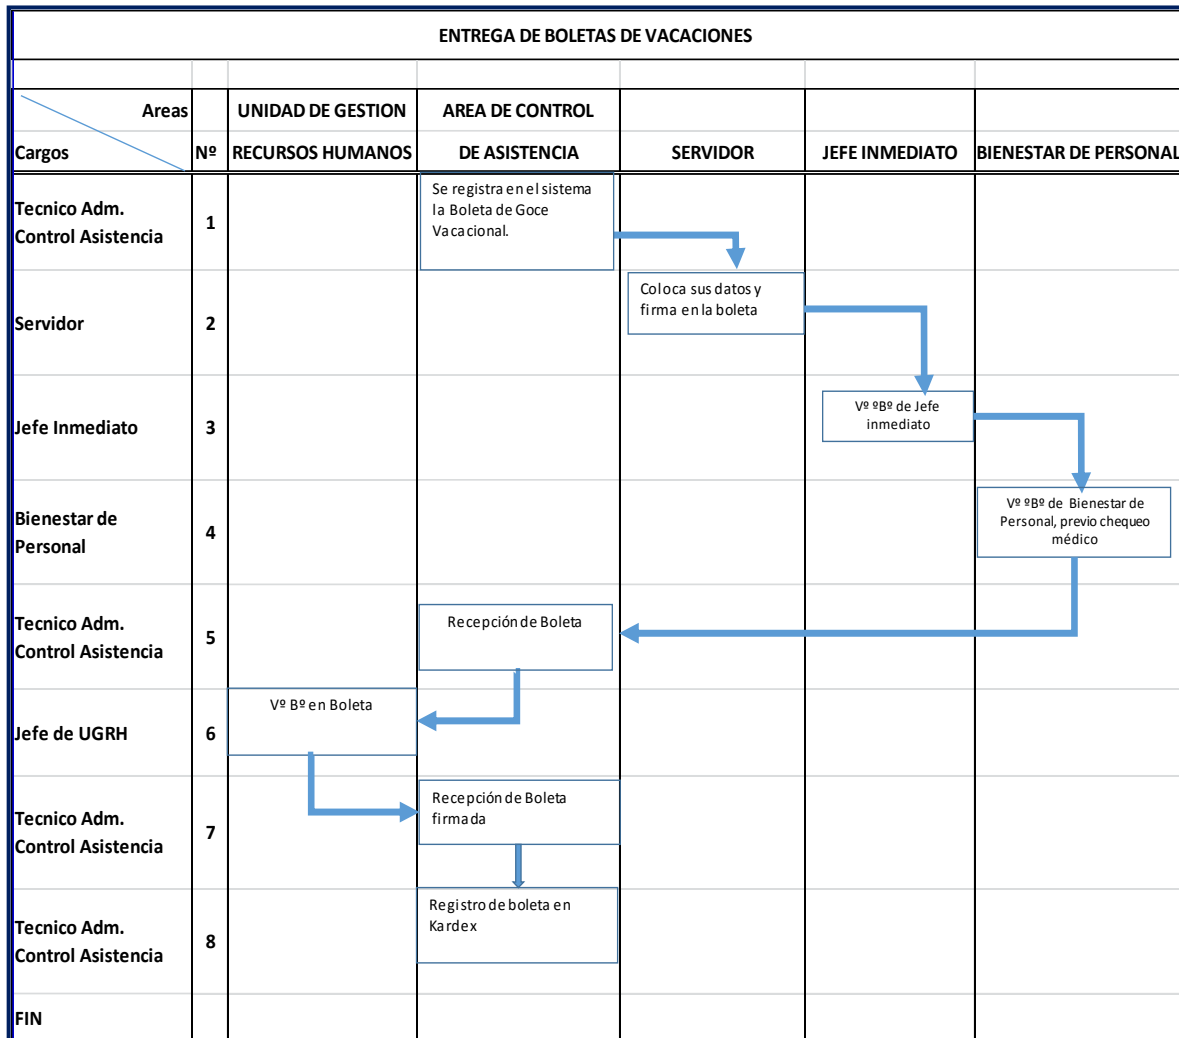 ENTREGA DE BOLETAS DE VACACIONES
Areas
UNIDAD DE GESTION
AREA DE CONTROL
Cargos
Nº
RECURSOS HUMANOS
DE ASISTENCIA
SERVIDOR
JEFE INMEDIATO
BIENESTAR DE PERSONAL
Tecnico Adm.
Control Asistencia
1
Se registra en el sistema
la Boleta de Goce
Vacacional.
Servidor
2
Coloca sus datos y
firma en la boleta
Jefe Inmediato
3
Vº ºBº de Jefe
inmediato
Bienestar de
Personal
4
Vº ºBº de Bienestar de
Personal, previo chequeo
médico
Tecnico Adm.
Control Asistencia
5
Recepción de Boleta
Jefe de UGRH
6
Vº Bº en Boleta
Tecnico Adm.
Control Asistencia
7
Recepción de Boleta
firmada
Tecnico Adm.
Control Asistencia
8
Registro de boleta en
Kardex
FIN